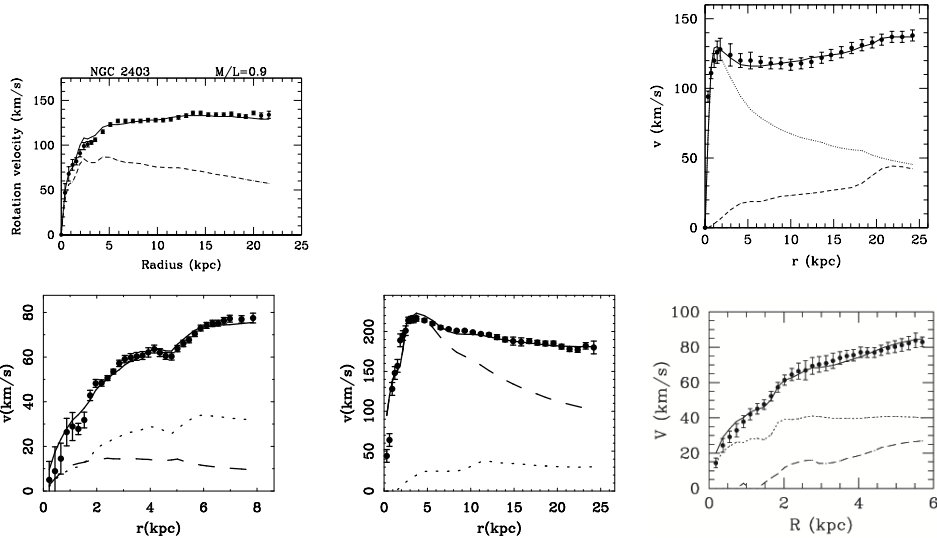 NGC 2403 M/L=0.9
Rotation velocity (km/s)
150
100
50
0
0 5 10 15 20 25
Radius (kpc)
v (km/s)
150
100
50
0
0 5 10 15 20 25
r (kpc)
v(km/s)
80
60
40
20
0
0 2 4 6 8
r(kpc)
v(km/s)
200
150
100
50
0
0 5 10 15 20 25
r(kpc)
V (km/s)
100
80
60
40
20
0
0 2 4 6
R (kpc)